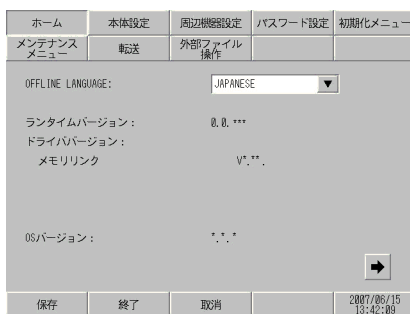 ホーム 本体設定 周辺機器設定 パスワード設定 初期化メニュー
メンテナンスメニュー 転送 外部ファイル操作
OFFLINE LANGUAGE: JAPANESE
ランタイムバージョン： 0.0.***
ドライババージョン：
メモリリンク V*.**.
OSバージョン： *.*.*
保存 終了 取消 2007/06/15
13:42:09